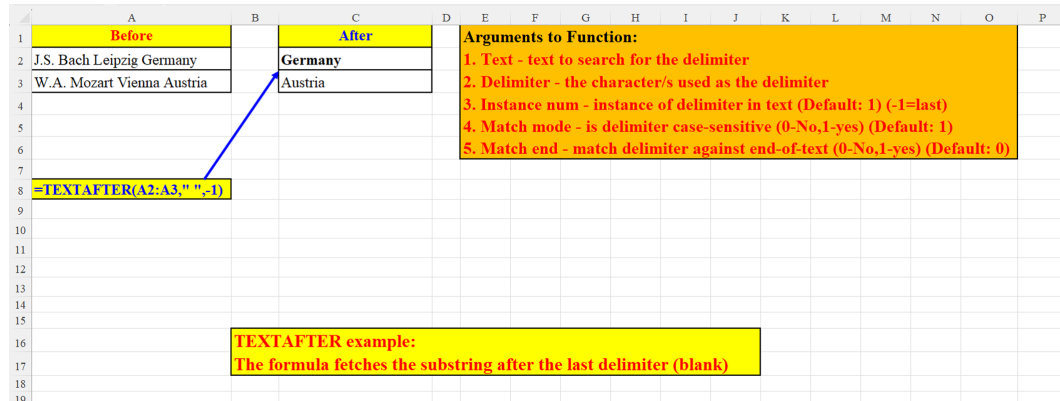 A B C D E F G H I J K L M N O P
1 Before After Arguments to Function:
2 J.S. Bach Leipzig Germany Germany 1. Text - text to search for the delimiter
3 W.A. Mozart Vienna Austria Austria 2. Delimiter - the character/s used as the delimiter
4 3. Instance num - instance of delimiter in text (Default: 1) (-1=last)
5 4. Match mode - is delimiter case-sensitive (0-No,1-yes) (Default: 1)
6 5. Match end - match delimiter against end-of-text (0-No,1-yes) (Default: 0)
7
8 =TEXTAFTER(A2:A3," ",-1)
9
10
11
12
13
14
15
16 TEXTAFTER example:
17 The formula fetches the substring after the last delimiter (blank)
18
19